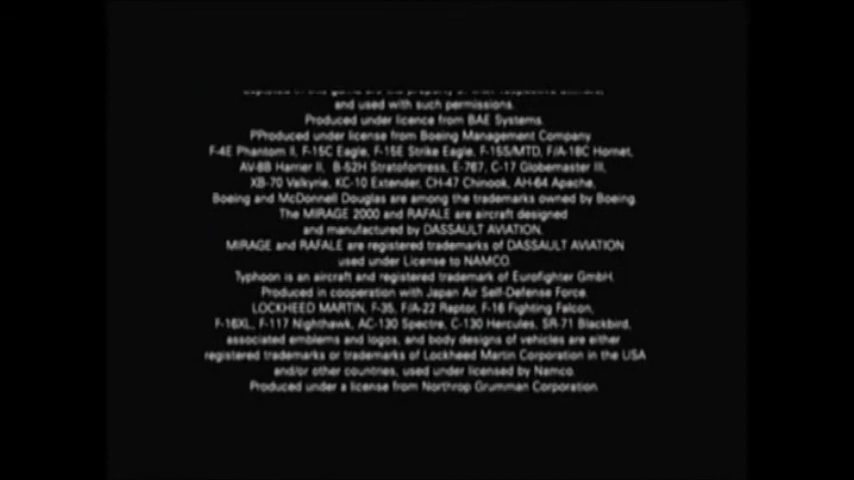 and used with such permissions.
Produced under licence from BAE Systems.
PProduced under license from Boeing Management Company
F-4E Phantom II, F-15C Eagle, F-15E Strike Eagle, F-15S/MTD, F/A-18C Hornet,
AV-8B Harrier II, B-52H Stratofortress, E-767, C-17 Globemaster III,
XB-70 Valkyrie, KC-10 Extender, CH-47 Chinook, AH-64 Apache,
Boeing and McDonnell Douglas are among the trademarks owned by Boeing.
The MIRAGE 2000 and RAFALE are aircraft designed
and manufactured by DASSAULT AVIATION.
MIRAGE and RAFALE are registered trademarks of DASSAULT AVIATION
used under License to NAMCO.
Typhoon is an aircraft and registered trademark of Eurofighter GmbH.
Produced in cooperation with Japan Air Self-Defense Force.
LOCKHEED MARTIN, F-35, F/A-22 Raptor, F-16 Fighting Falcon,
F-16XL, F-117 Nighthawk, AC-130 Spectre, C-130 Hercules, SR-71 Blackbird,
associated emblems and logos, and body designs of vehicles are either
registered trademarks or trademarks of Lockheed Martin Corporation in the USA
and/or other countries, used under licensed by Namco.
Produced under a license from Northrop Grumman Corporation.